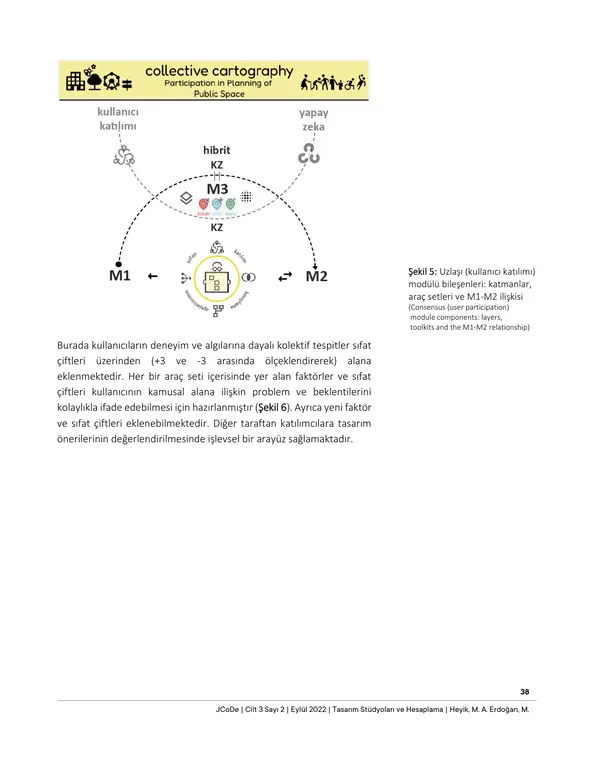 collective cartography
Participation in Planning of
Public Space
kullanıcı
katılımı
yapay
zeka
hibrit
KZ
M3
KZ
uzlaşı
katılım
M1
M2
Şekil 5: Uzlaşı (kullanıcı katılımı)
modülü bileşenleri: katmanlar,
araç setleri ve M1-M2 ilişkisi
(Consensus (user participation)
module components: layers,
toolkits and the M1-M2 relationship)
Burada kullanıcıların deneyim ve algılarına dayalı kolektif tespitler sıfat
çiftleri üzerinden (+3 ve -3 arasında ölçeklendirerek) alana
eklenmektedir. Her bir araç seti içerisinde yer alan faktörler ve sıfat
çiftleri kullanıcının kamusal alana ilişkin problem ve beklentilerini
kolaylıkla ifade edebilmesi için hazırlanmıştır (Şekil 6). Ayrıca yeni faktör
ve sıfat çiftleri eklenebilmektedir. Diğer taraftan katılımcılara tasarım
önerilerinin değerlendirilmesinde işlevsel bir arayüz sağlamaktadır.
38
JCoDe | Cilt 3 Sayı 2 | Eylül 2022 | Tasarım Stüdyoları ve Hesaplama | Heyik, M. A. Erdoğan, M.